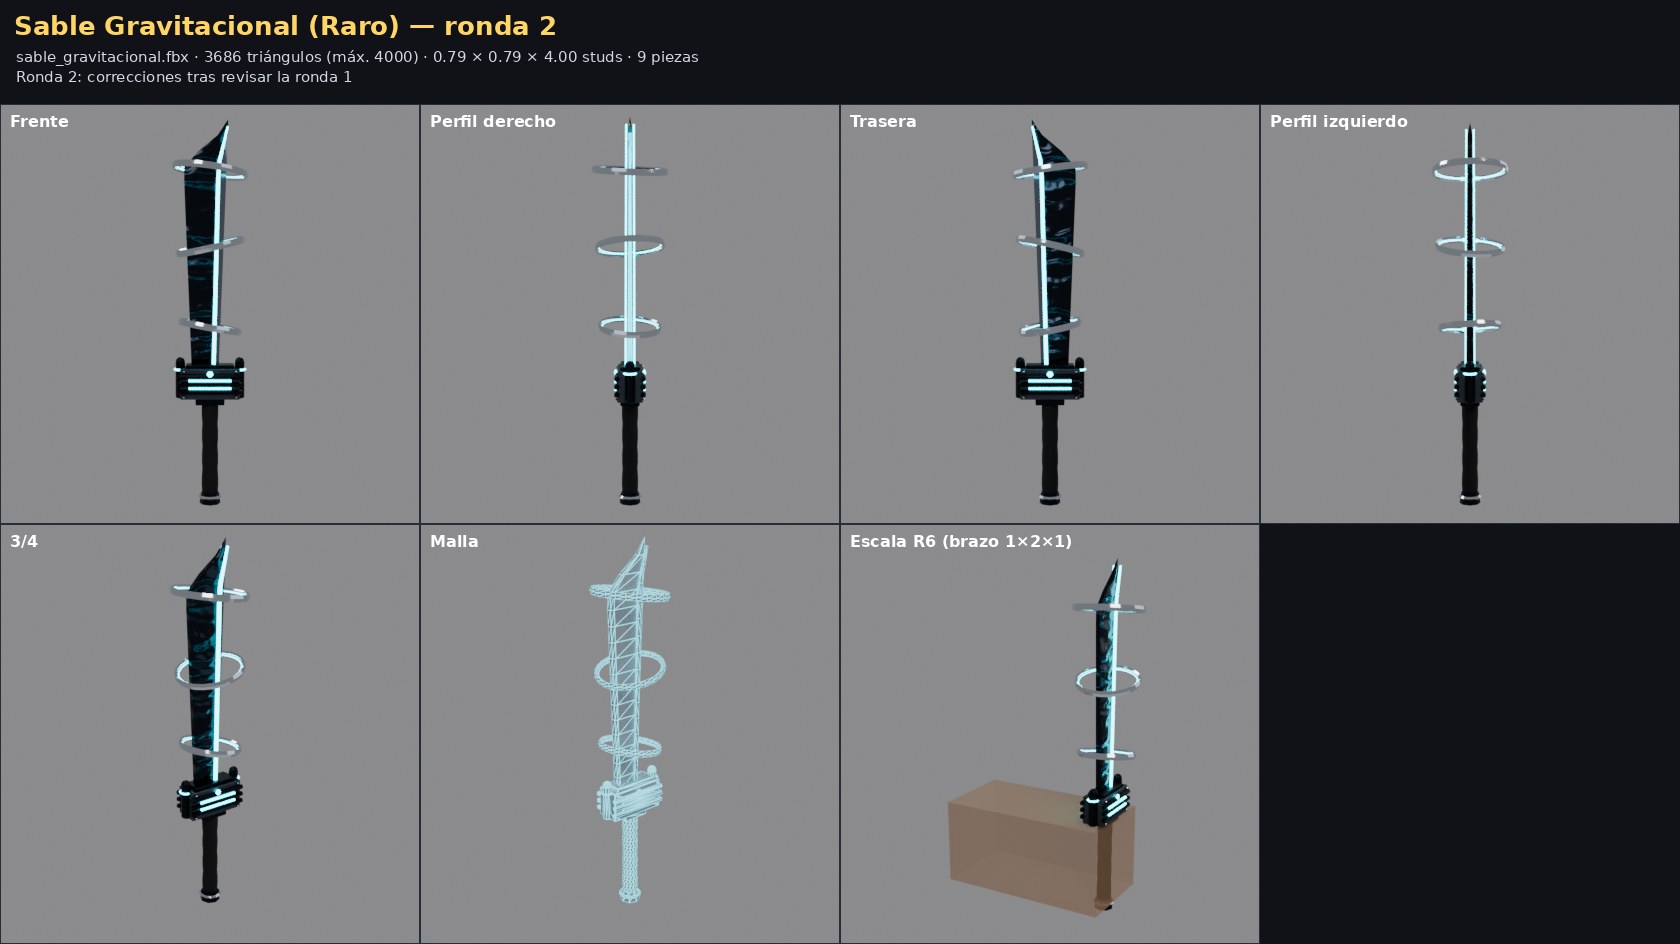 Sable Gravitacional (Raro) — ronda 2
sable_gravitacional.fbx · 3686 triángulos (máx. 4000) · 0.79 × 0.79 × 4.00 studs · 9 piezas
Ronda 2: correcciones tras revisar la ronda 1
Frente
Perfil derecho
Trasera
Perfil izquierdo
3/4
Malla
Escala R6 (brazo 1×2×1)